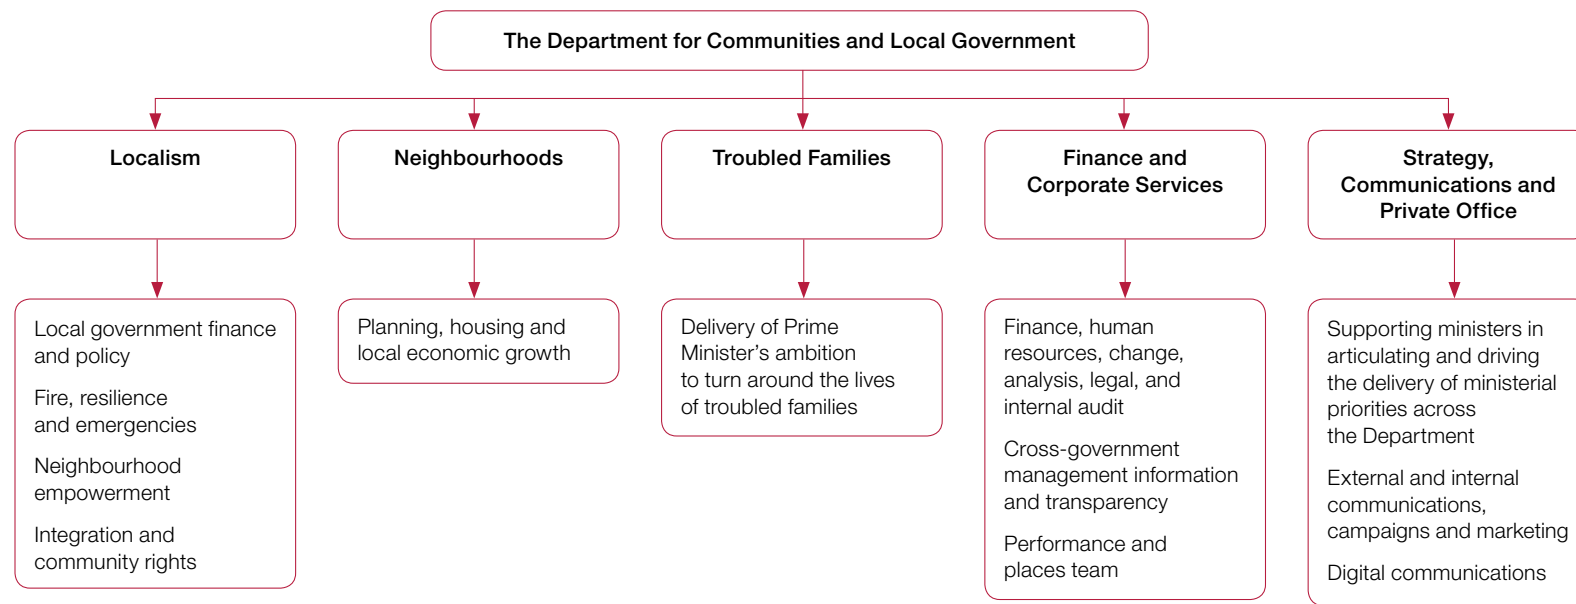 The Department for Communities and Local Government
Localism
Neighbourhoods
Troubled Families
Finance and
Corporate Services
Strategy,
Communications and
Private Office
Local government finance
and policy
Fire, resilience
and emergencies
Neighbourhood
empowerment
Integration and
community rights
Planning, housing and
local economic growth
Delivery of Prime
Minister’s ambition
to turn around the lives
of troubled families
Finance, human
resources, change,
analysis, legal, and
internal audit
Cross-government
management information
and transparency
Performance and
places team
Supporting ministers in
articulating and driving
the delivery of ministerial
priorities across
the Department
External and internal
communications,
campaigns and marketing
Digital communications